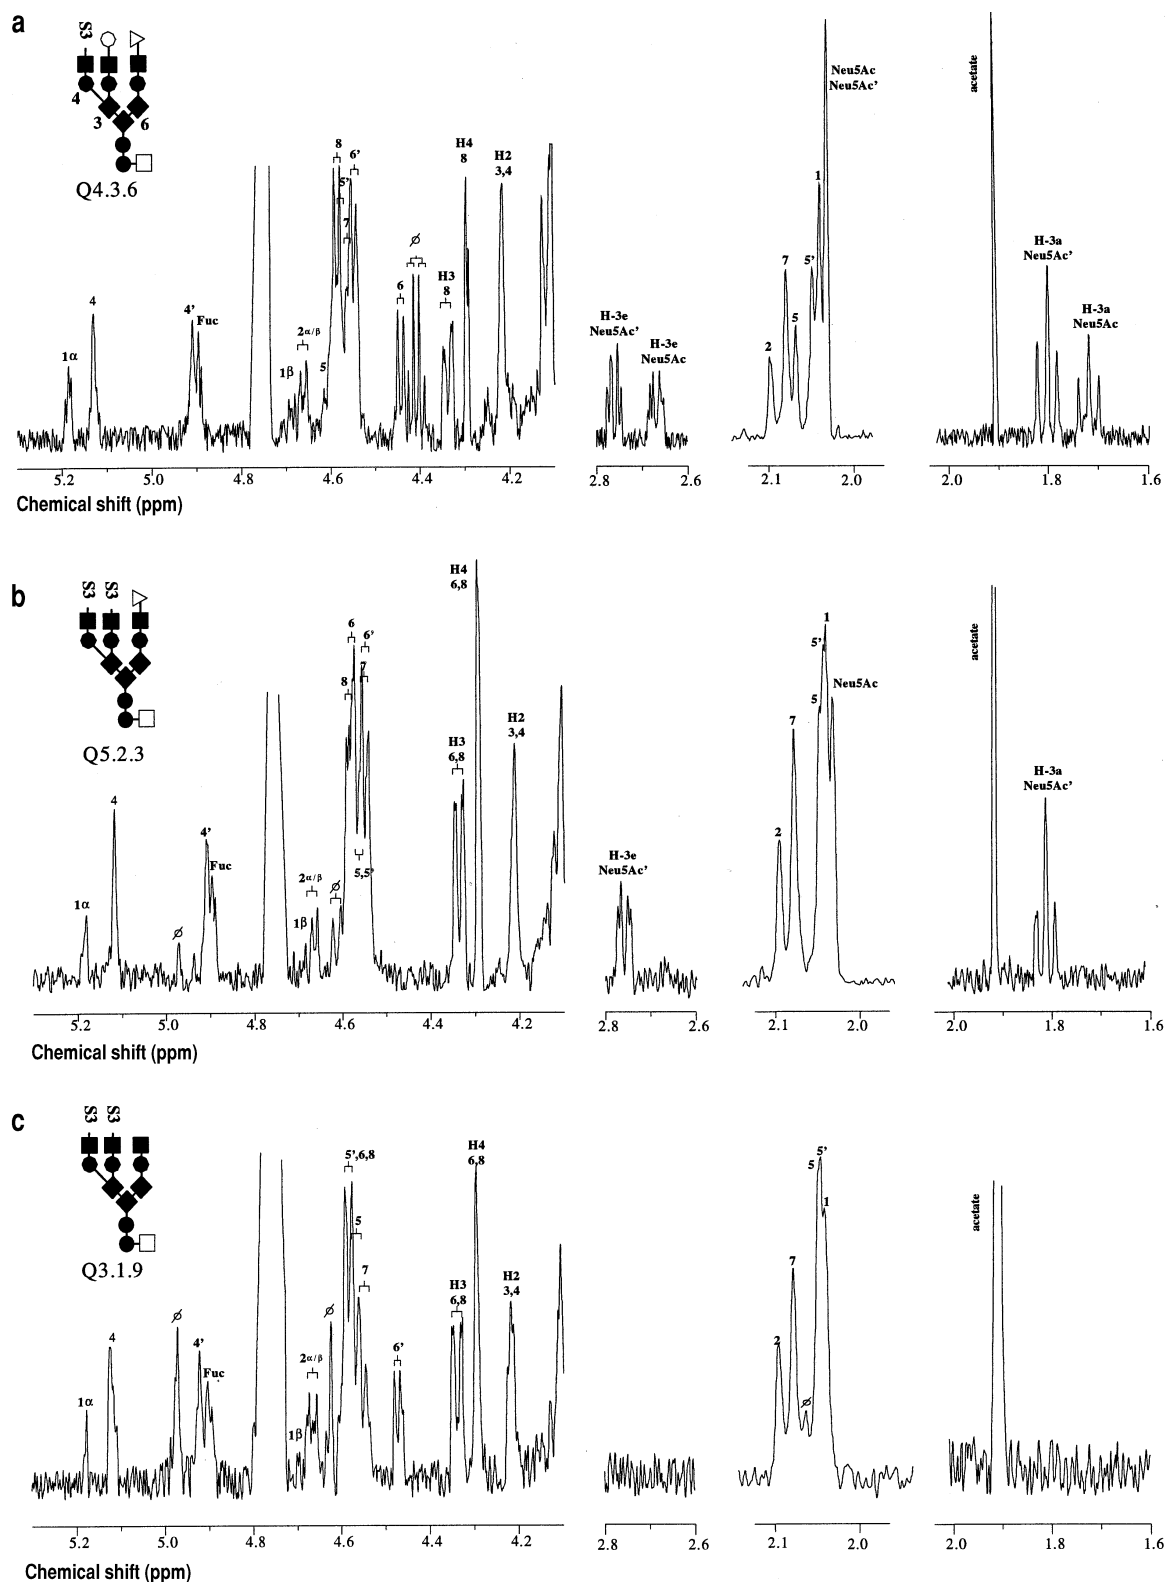 a
S3
4
3
6
Q4.3.6
1α
4
4'
Fuc
1β
2α/β
5
8
5'
7
6'
6
ø
H3
8
H4
8
H2
3,4
H-3e
Neu5Ac'
H-3e
Neu5Ac
2
7
5
5'
1
Neu5Ac
Neu5Ac'
acetate
H-3a
Neu5Ac'
H-3a
Neu5Ac
5.2 5.0 4.8 4.6 4.4 4.2 2.8 2.6 2.1 2.0 2.0 1.8 1.6
Chemical shift (ppm)
b
S3 S3
Q5.2.3
1α
4
ø
4'
Fuc
1β
2α/β
ø
8
6
6'
7
5,5'
H3
6,8
H4
6,8
H2
3,4
H-3e
Neu5Ac'
2
7
5
5'
1
Neu5Ac
acetate
H-3a
Neu5Ac'
5.2 5.0 4.8 4.6 4.4 4.2 2.8 2.6 2.1 2.0 2.0 1.8 1.6
Chemical shift (ppm)
c
S3 S3
Q3.1.9
1α
4
ø
4'
Fuc
1β
2α/β
ø
5',6,8
5
7
6'
H3
6,8
H4
6,8
H2
3,4
2
7
ø
5
5'
1
acetate
5.2 5.0 4.8 4.6 4.4 4.2 2.8 2.6 2.1 2.0 2.0 1.8 1.6
Chemical shift (ppm)